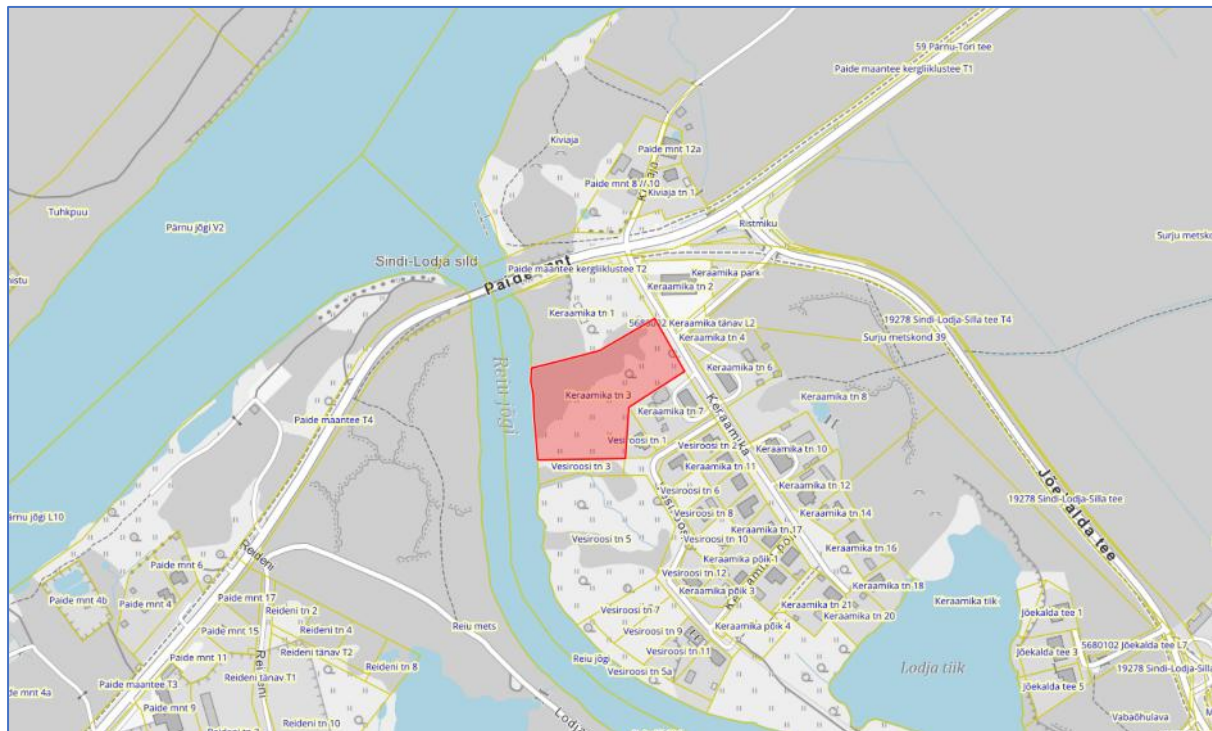 59 Pärnu-Tori tee
Paide maantee kergliiklustee T1
Kiviaja
Paide mnt 12a
Paide mnt 8 // 10
Kiviaja tn 1
Tuhkpuu
Pärnu jõgi V2
Ristmiku
Surju metskond
Sindi-Lodja sild
Paide mnt
Paide maantee kergliiklustee T2
Keraamika park
Keraamika tn 2
Keraamika tn 1
5680102 Keraamika tänav L2
19278 Sindi-Lodja-Silla tee T4
Keraamika tn 4
Surju metskond 39
Reiu jõgi
Keraamika tn 6
Keraamika tn 3
Keraamika tn 8
Keraamika tn 7
Keraamika
Paide maantee T4
Vesiroosi tn 1
Vesiroosi tn 2
Keraamika tn 10
Vesiroosi tn 3
Keraamika tn 11
Jõekalda tee
Vesiroosi tn 6
Keraamika tn 12
19278 Sindi-Lodja-Silla tee
Pärnu jõgi L10
Vesiroosi tn 8
Keraamika tn 14
Keraamika tn 17
Vesiroosi tn 5
Vesiroosi tn 10
Reideni
Keraamika tn 16
Paide mnt 6
Keraamika põik 1
Vesiroosi tn 12
Keraamika tn 18
Paide mnt 4b
Paide mnt 4
Paide mnt 17
Keraamika põik 3
Keraamika tiik
Reideni tn 2
Vesiroosi tn 7
Keraamika tn 21
Keraamika tn 20
Jõekalda tee 1
Paide mnt 15
Reideni tn 4
Reiu mets
Vesiroosi tn 9
Keraamika põik 4
Jõekalda tee 3
5680102 Jõekalda tee L7
Paide mnt 11
Reideni tänav T2
Vesiroosi tn 11
Reiu jõgi
Reideni tn 8
Vesiroosi tn 5a
Lodja tiik
19278 Sindi-Lodja-Silla
Paide maantee T3
Reideni tänav T1
Jõekalda tee 5
Paide mnt 9
Reideni tn 10
Vabaõhulava